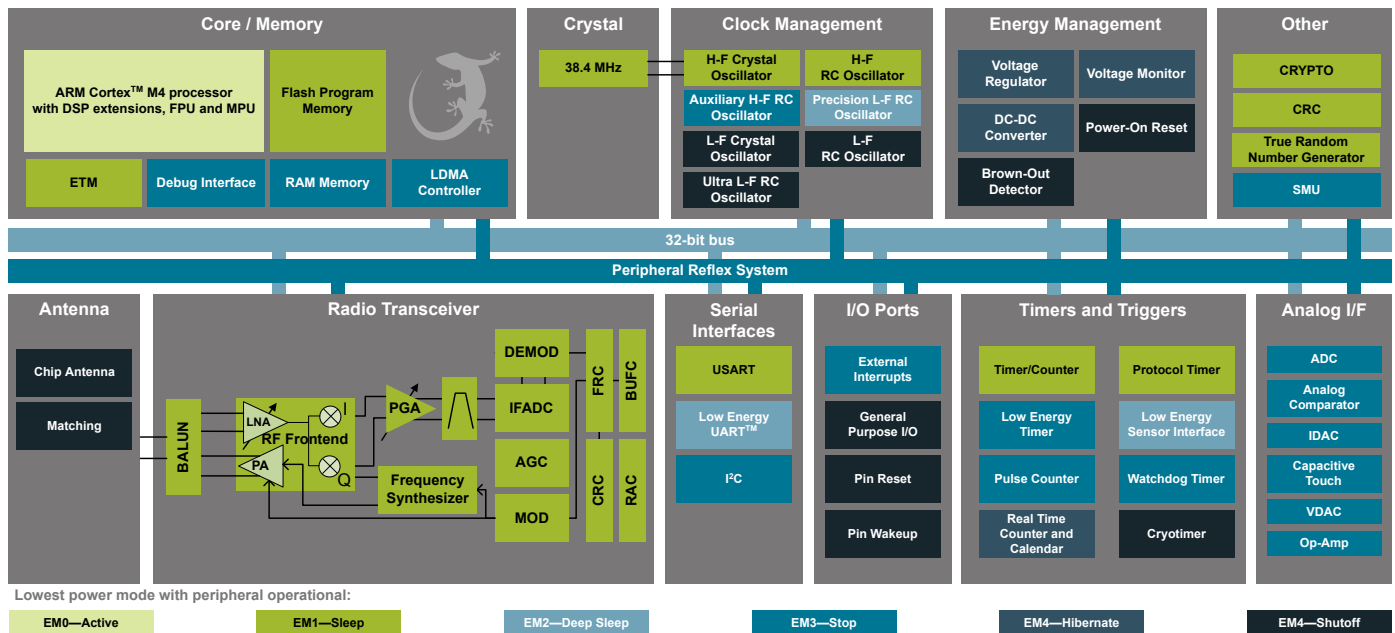 Core / Memory
ARM Cortex™ M4 processor
with DSP extensions, FPU and MPU
Flash Program
Memory
ETM
Debug Interface
RAM Memory
LDMA
Controller
Crystal
38.4 MHz
Clock Management
H-F Crystal
Oscillator
H-F
RC Oscillator
Auxiliary H-F RC
Oscillator
Precision L-F RC
Oscillator
L-F Crystal
Oscillator
L-F
RC Oscillator
Ultra L-F RC
Oscillator
Energy Management
Voltage
Regulator
Voltage Monitor
DC-DC
Converter
Power-On Reset
Brown-Out
Detector
Other
CRYPTO
CRC
True Random
Number Generator
SMU
32-bit bus
Peripheral Reflex System
Antenna
Chip Antenna
Matching
Radio Transceiver
BALUN
LNA
RF Frontend
PA
I
Q
PGA
Frequency
Synthesizer
DEMOD
IFADC
AGC
MOD
FRC
BUFC
CRC
RAC
Serial
Interfaces
USART
Low Energy
UART™
I²C
I/O Ports
External
Interrupts
General
Purpose I/O
Pin Reset
Pin Wakeup
Timers and Triggers
Timer/Counter
Protocol Timer
Low Energy
Timer
Low Energy
Sensor Interface
Pulse Counter
Watchdog Timer
Real Time
Counter and
Calendar
Cryotimer
Analog I/F
ADC
Analog
Comparator
IDAC
Capacitive
Touch
VDAC
Op-Amp
Lowest power mode with peripheral operational:
EM0—Active
EM1—Sleep
EM2—Deep Sleep
EM3—Stop
EM4—Hibernate
EM4—Shutoff